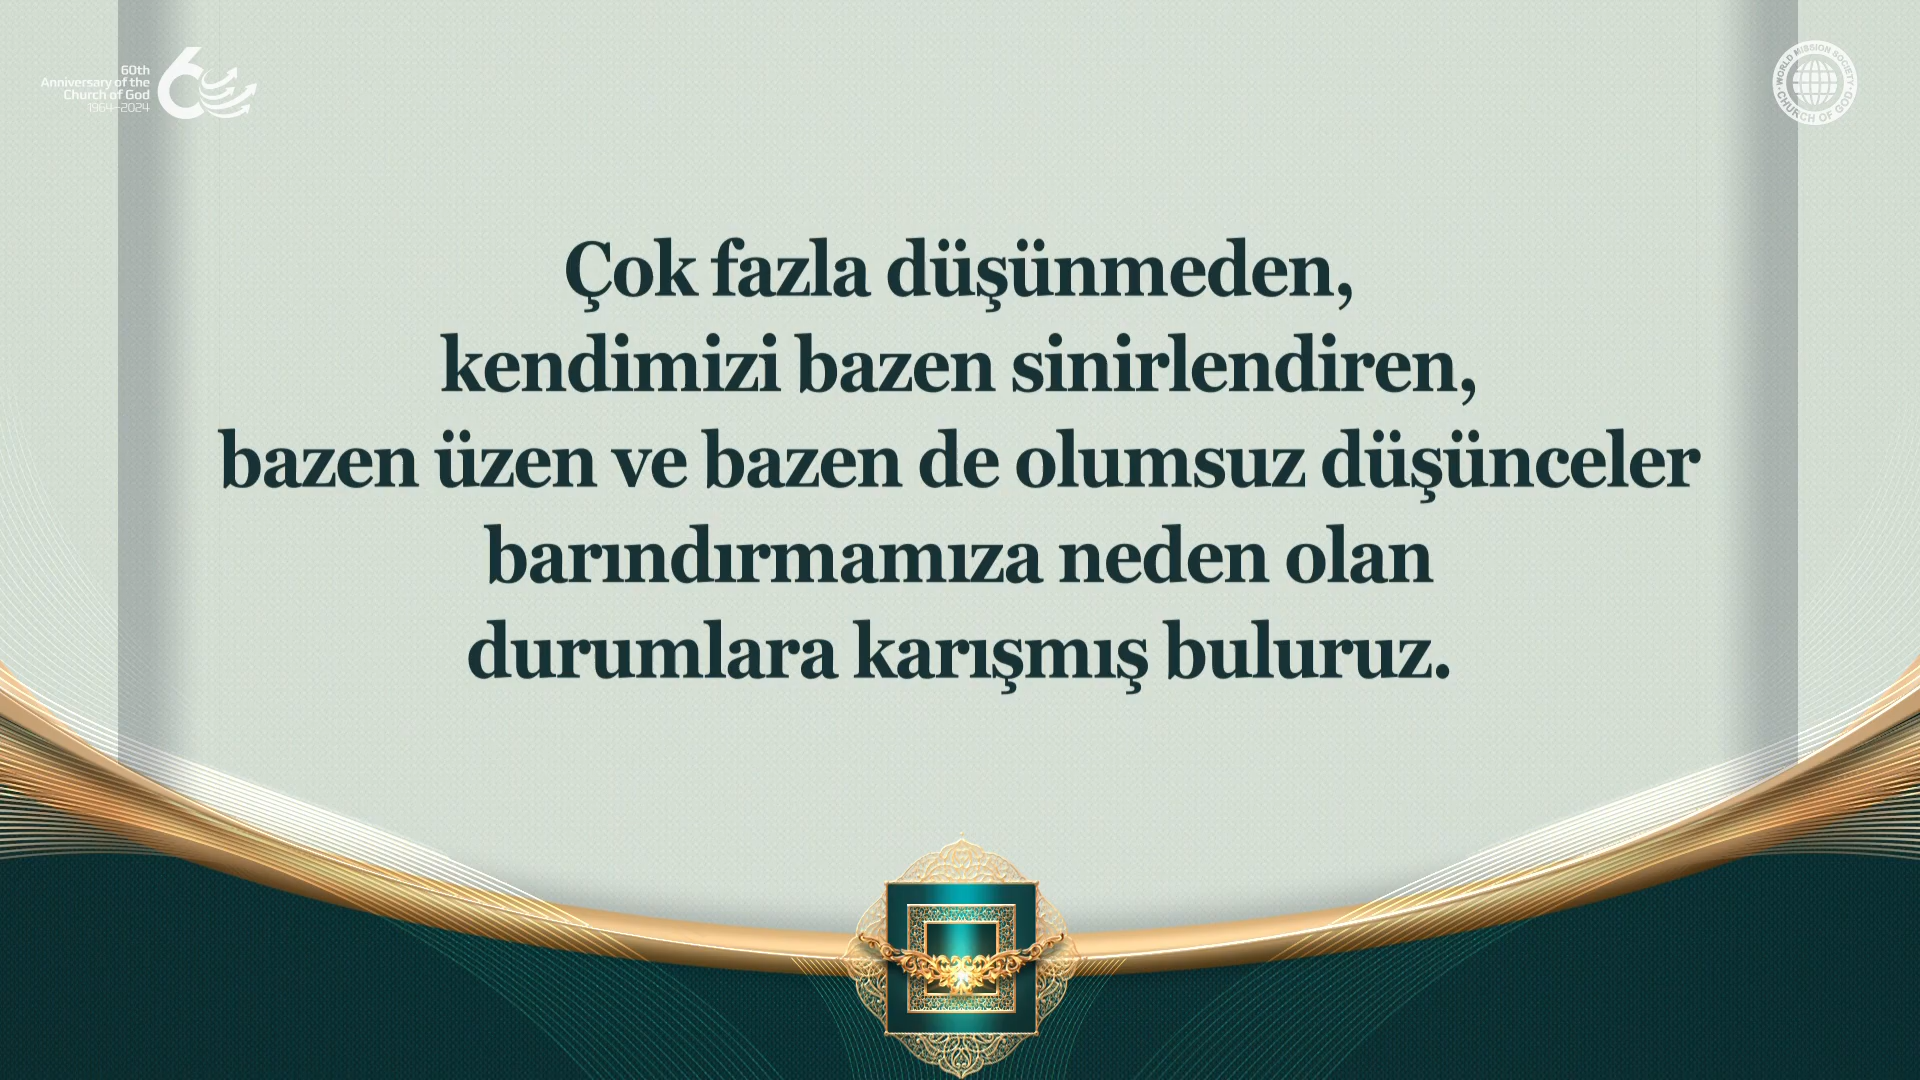 60th
Anniversary of the
Church of God
1964–2024
WORLD MISSION SOCIETY
CHURCH OF GOD
Çok fazla düşünmeden,
kendimizi bazen sinirlendiren,
bazen üzen ve bazen de olumsuz düşünceler
barındırmamıza neden olan
durumlara karışmış buluruz.